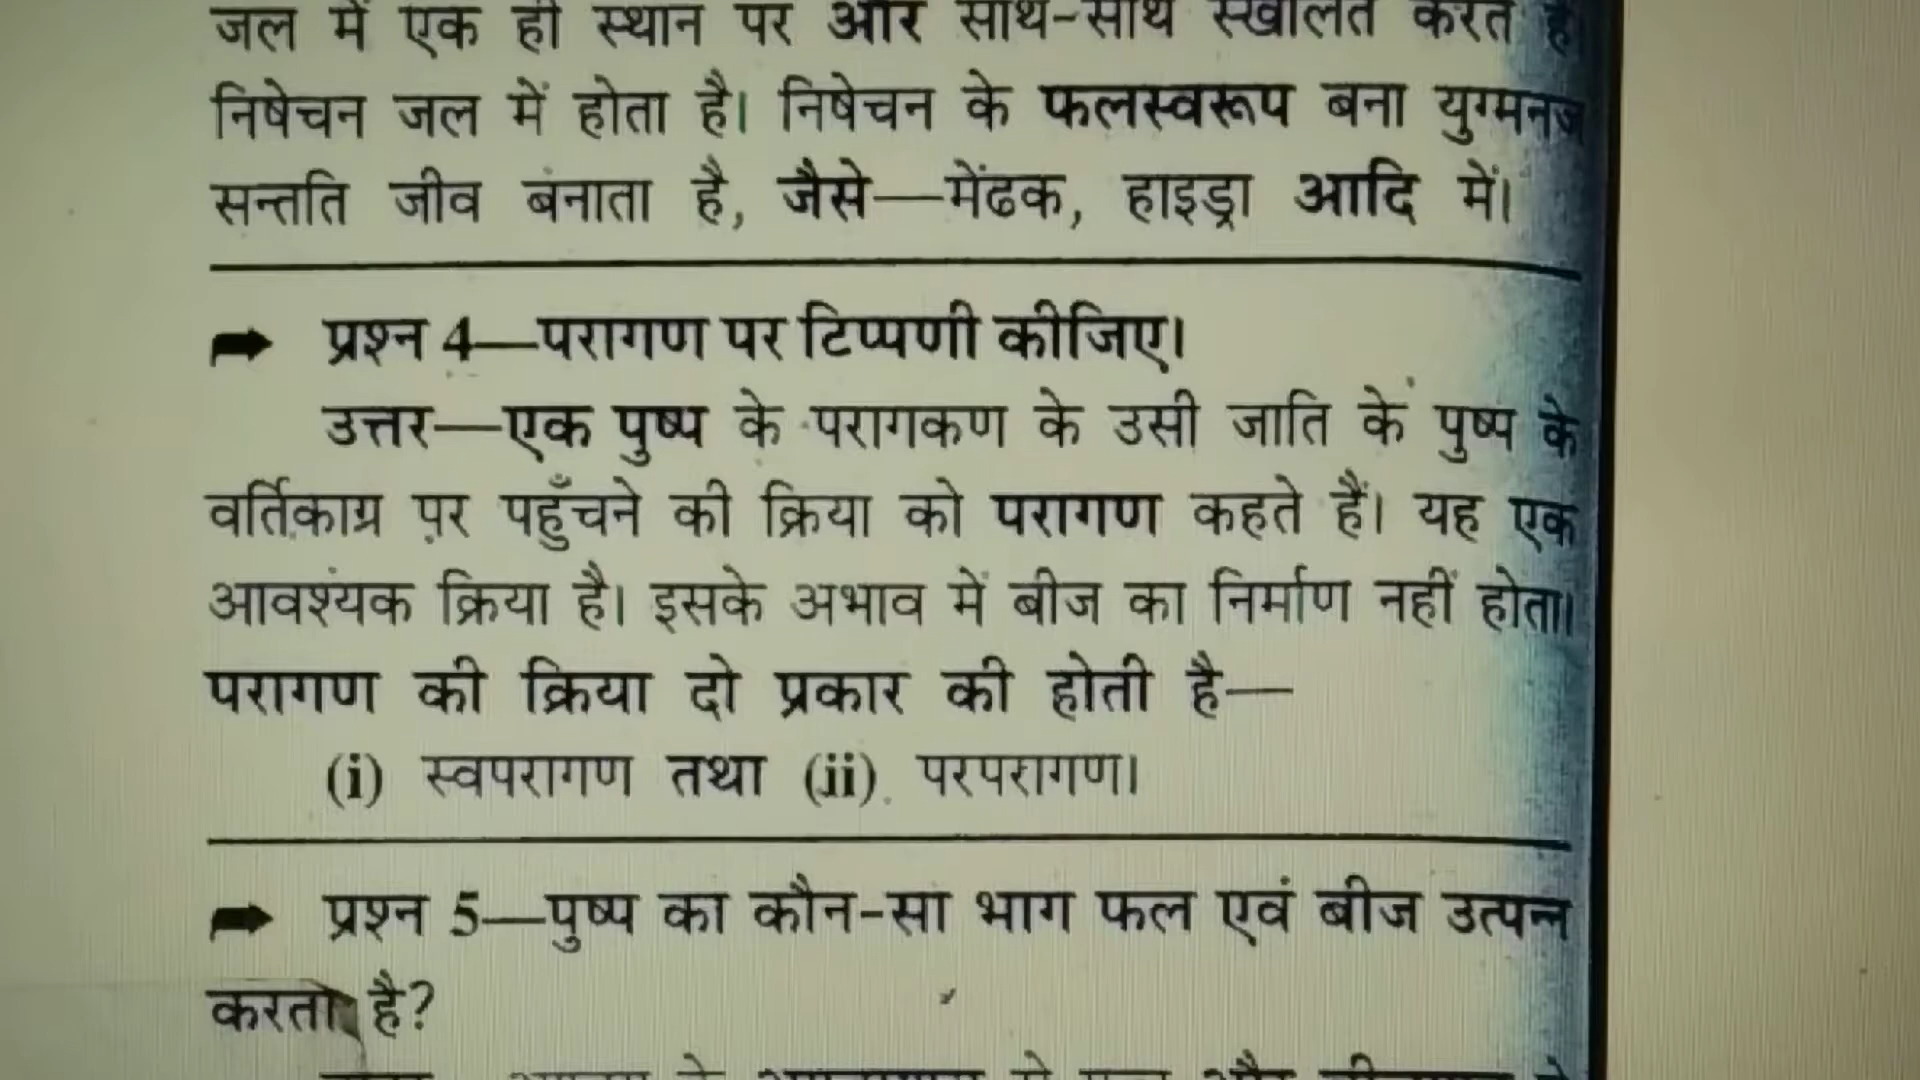 जल में एक ही स्थान पर और साथ-साथ स्खलित करते हैं।
निषेचन जल में होता है। निषेचन के फलस्वरूप बना युग्मनज
सन्तति जीव बनाता है, जैसे—मेंढक, हाइड्रा आदि में।
➡ प्रश्न 4—परागण पर टिप्पणी कीजिए।
उत्तर—एक पुष्प के परागकण के उसी जाति के पुष्प के
वर्तिकाग्र पर पहुँचने की क्रिया को परागण कहते हैं। यह एक
आवश्यक क्रिया है। इसके अभाव में बीज का निर्माण नहीं होता।
परागण की क्रिया दो प्रकार की होती है—
(i) स्वपरागण तथा (ii) परपरागण।
➡ प्रश्न 5—पुष्प का कौन-सा भाग फल एवं बीज उत्पन्न
करता है?